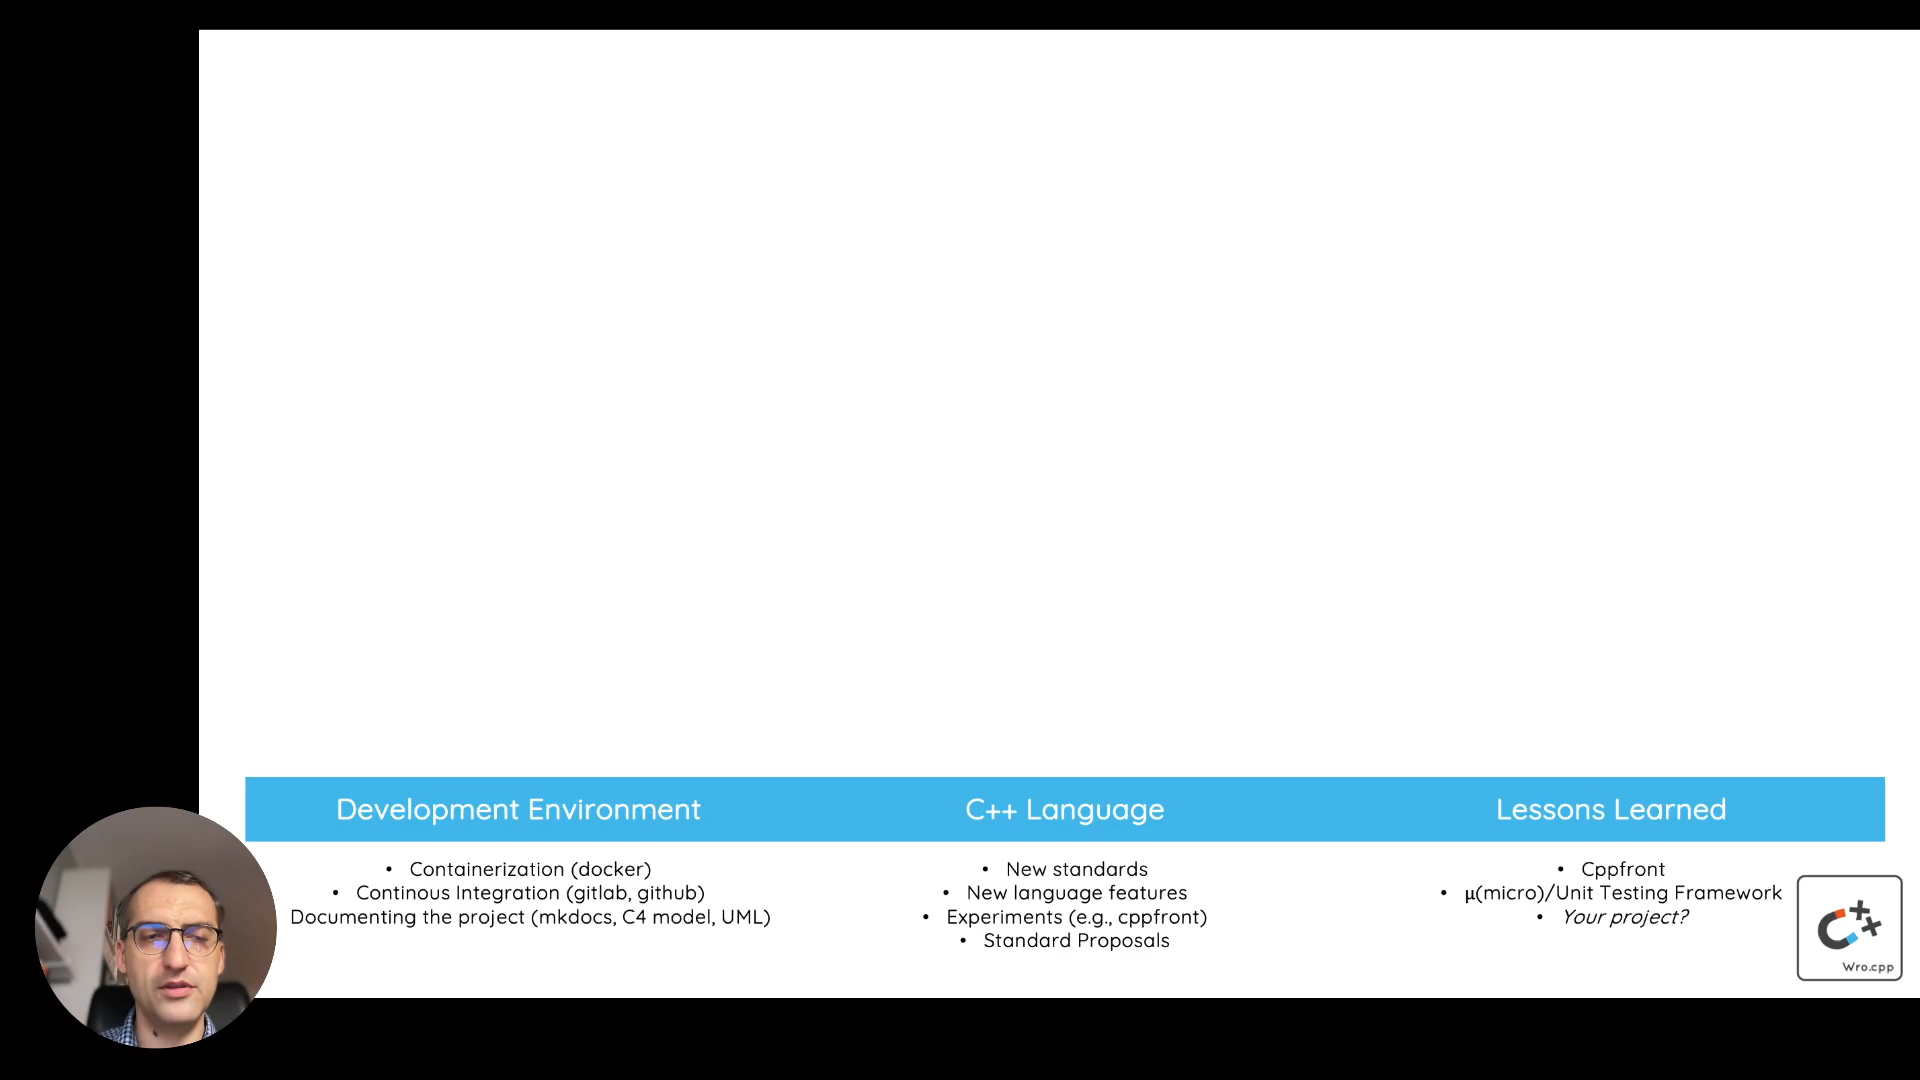 Development Environment
C++ Language
Lessons Learned
• Containerization (docker)
• Continous Integration (gitlab, github)
Documenting the project (mkdocs, C4 model, UML)
• New standards
• New language features
• Experiments (e.g., cppfront)
• Standard Proposals
• Cppfront
• µ(micro)/Unit Testing Framework
• Your project?
C++
Wro.cpp